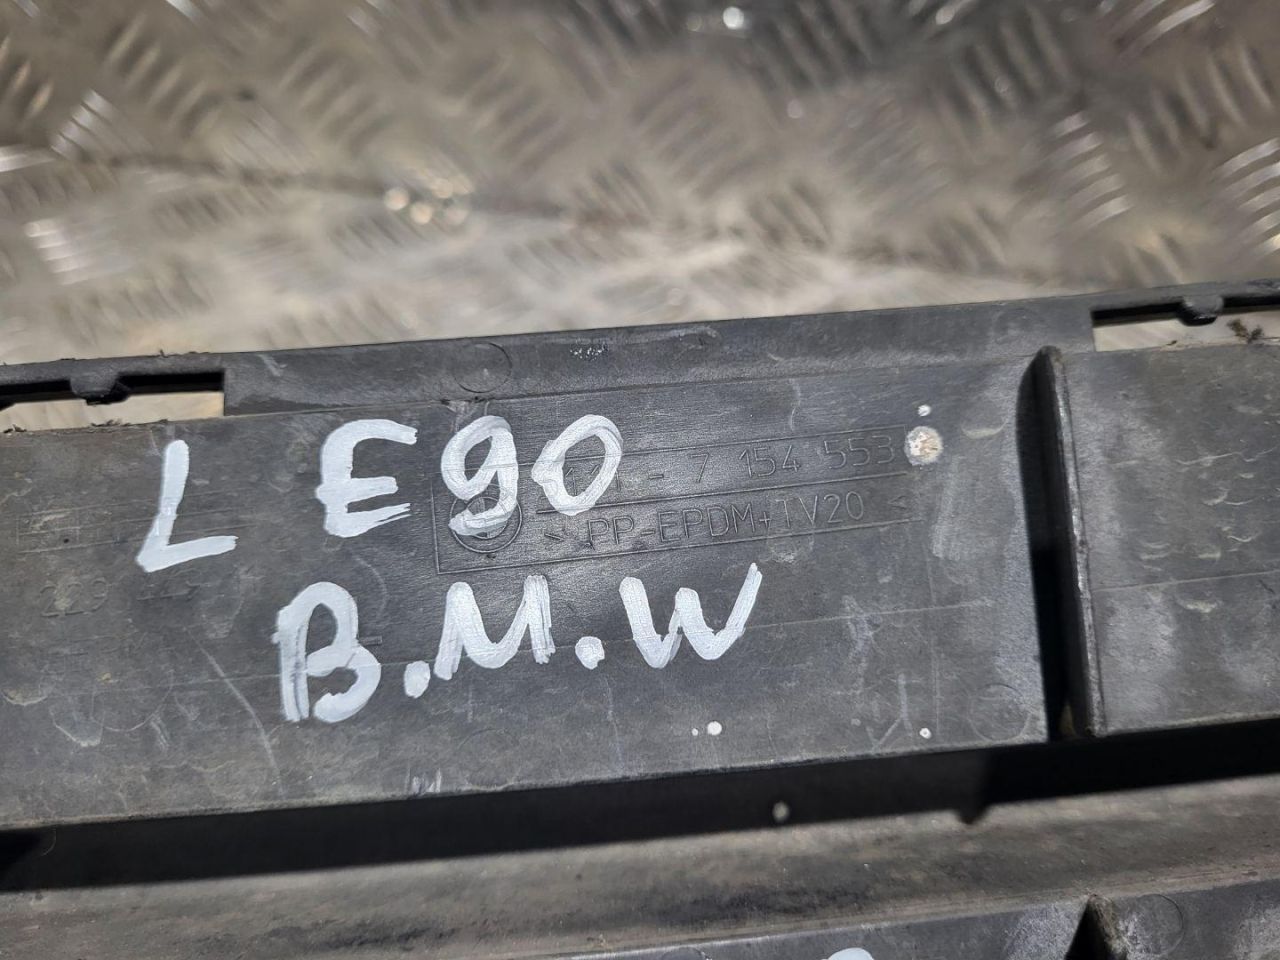 L E90
- 7 154 553
> PP-EPDM+TV20 <
B.M.W